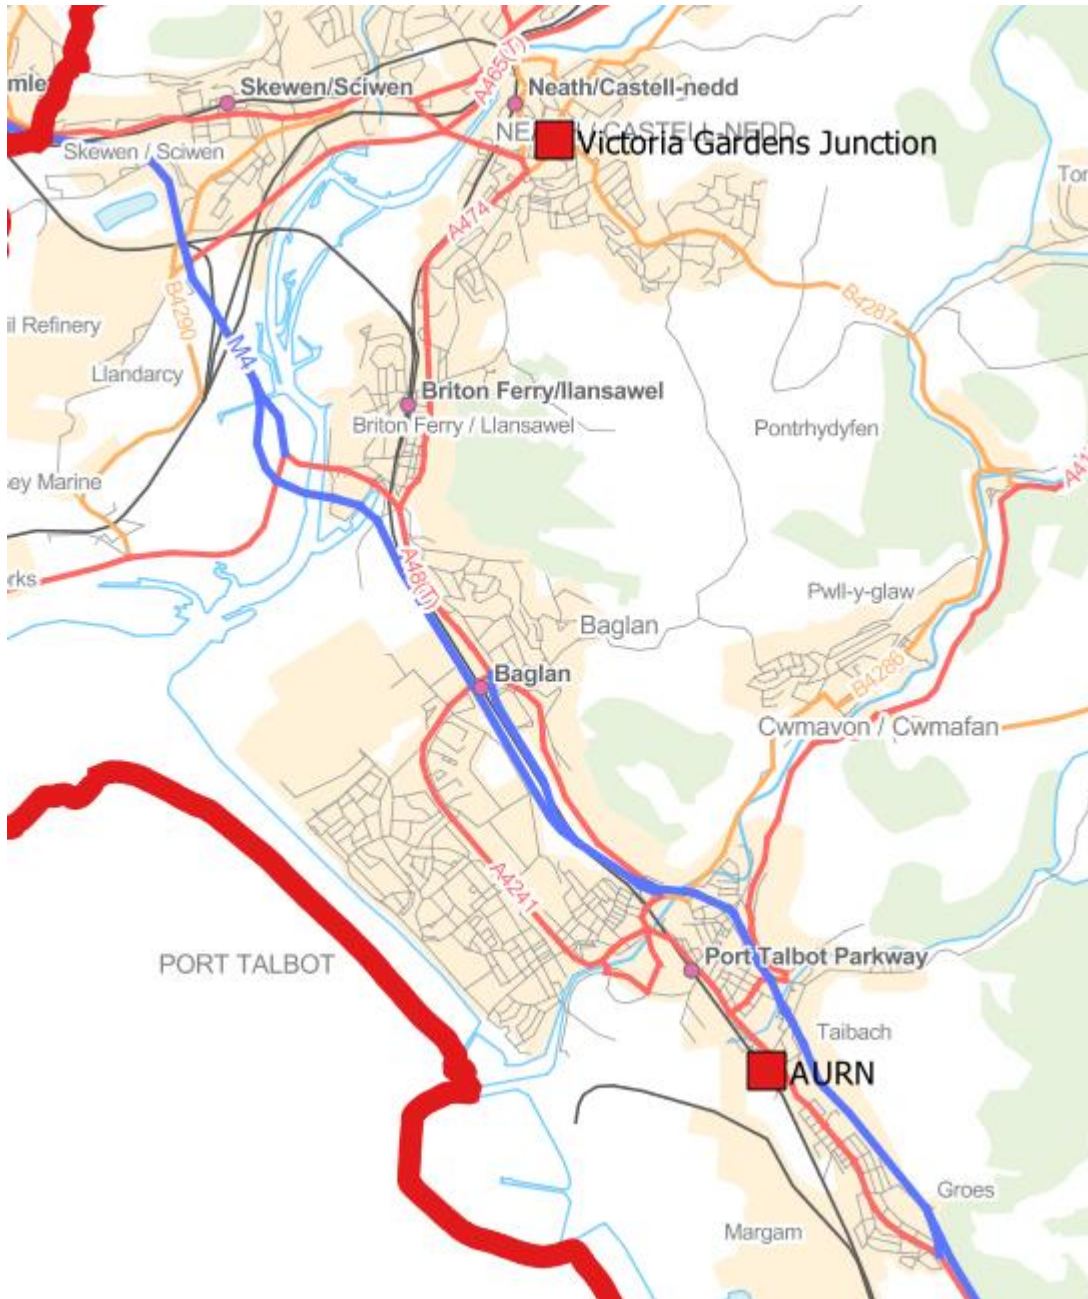 A465(T)
Skewen/Sciwen
Neath/Castell-nedd
Victoria Gardens Junction
Skewen / Sciwen
A474
B4290
B4287
il Refinery
M4
Llandarcy
Briton Ferry/llansawel
Briton Ferry / Llansawel
Pontrhydyfen
ey Marine
A48(T)
rks
Pwll-y-glaw
Baglan
B4286
Baglan
Cwmavon / Cwmafan
A4241
Port Talbot Parkway
PORT TALBOT
Taibach
AURN
Groes
Margam